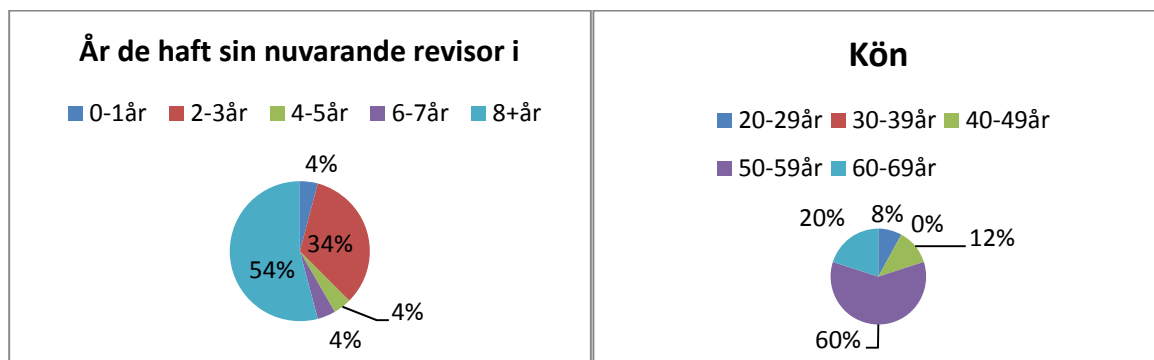 År de haft sin nuvarande revisor i
0-1år 2-3år 4-5år 6-7år 8+år
4%
34%
54%
4%
4%
Kön
20-29år 30-39år 40-49år
50-59år 60-69år
20% 8% 0% 12%
60%